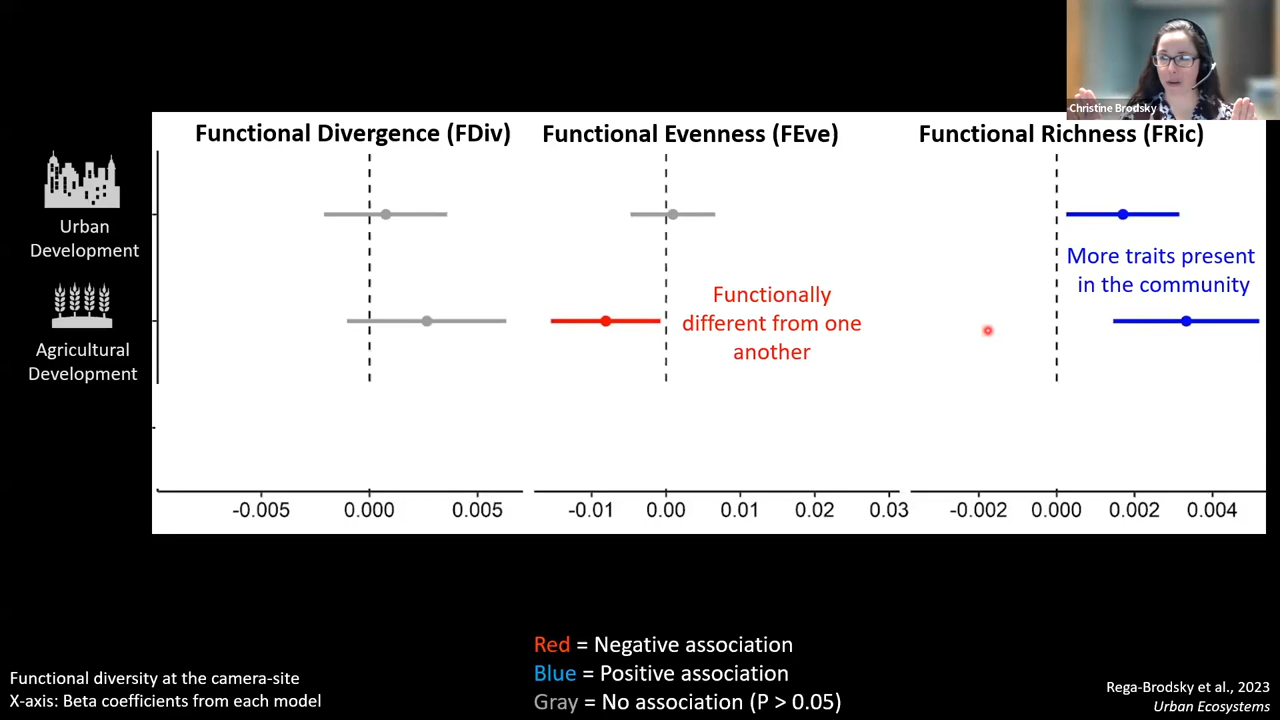 Christine Brodsky
Functional Divergence (FDiv)
Functional Evenness (FEve)
Functional Richness (FRic)
Urban
Development
Agricultural
Development
Functionally
different from one
another
More traits present
in the community
-0.005 0.000 0.005
-0.01 0.00 0.01 0.02 0.03
-0.002 0.000 0.002 0.004
Red = Negative association
Blue = Positive association
Gray = No association (P > 0.05)
Functional diversity at the camera-site
X-axis: Beta coefficients from each model
Rega-Brodsky et al., 2023
Urban Ecosystems